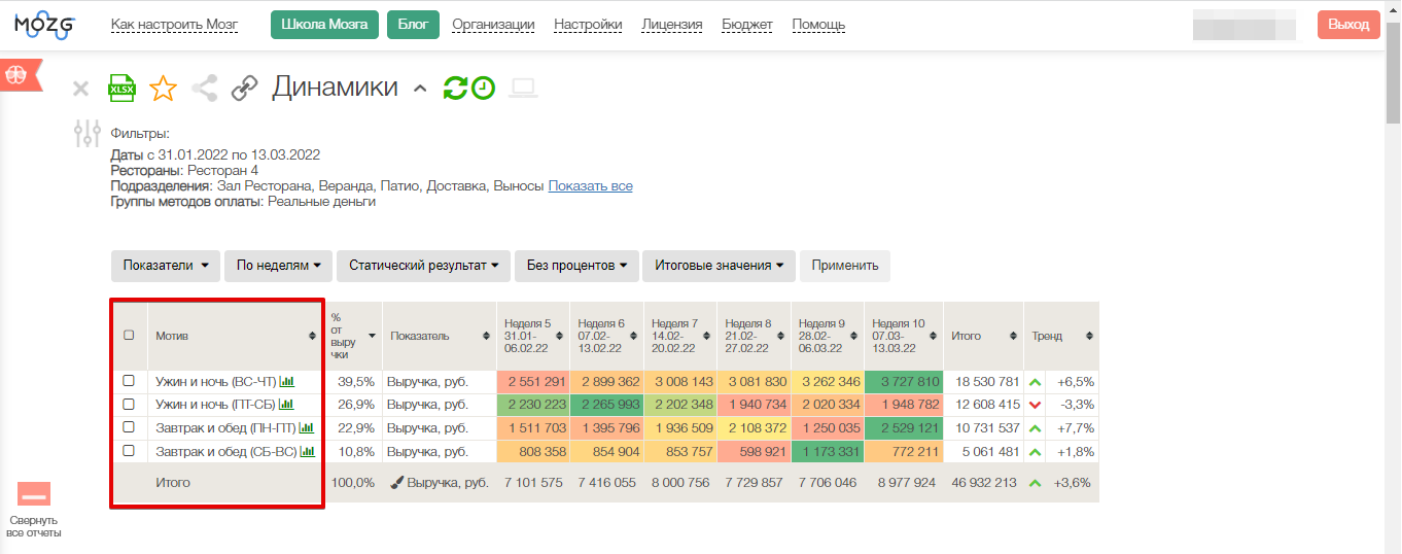 MOZG Как настроить Мозг Школа Мозга Блог Организации Настройки Лицензия Бюджет Помощь Выход
XLSX Динамики
Фильтры:
Даты с 31.01.2022 по 13.03.2022
Рестораны: Ресторан 4
Подразделения: Зал Ресторана, Веранда, Патио, Доставка, Выносы Показать все
Группы методов оплаты: Реальные деньги
Показатели По неделям Статический результат Без процентов Итоговые значения Применить
Мотив % от выру чки Показатель Неделя 5 31.01- 06.02.22 Неделя 6 07.02- 13.02.22 Неделя 7 14.02- 20.02.22 Неделя 8 21.02- 27.02.22 Неделя 9 28.02- 06.03.22 Неделя 10 07.03- 13.03.22 Итого Тренд
Ужин и ночь (ВС-ЧТ) 39,5% Выручка, руб. 2 551 291 2 899 362 3 008 143 3 081 830 3 262 346 3 727 810 18 530 781 +6,5%
Ужин и ночь (ПТ-СБ) 26,9% Выручка, руб. 2 230 223 2 265 993 2 202 348 1 940 734 2 020 334 1 948 782 12 608 415 -3,3%
Завтрак и обед (ПН-ПТ) 22,9% Выручка, руб. 1 511 703 1 395 796 1 936 509 2 108 372 1 250 035 2 529 121 10 731 537 +7,7%
Завтрак и обед (СБ-ВС) 10,8% Выручка, руб. 808 358 854 904 853 757 598 921 1 173 331 772 211 5 061 481 +1,8%
Итого 100,0% Выручка, руб. 7 101 575 7 416 055 8 000 756 7 729 857 7 706 046 8 977 924 46 932 213 +3,6%
Свернуть
все отчеты